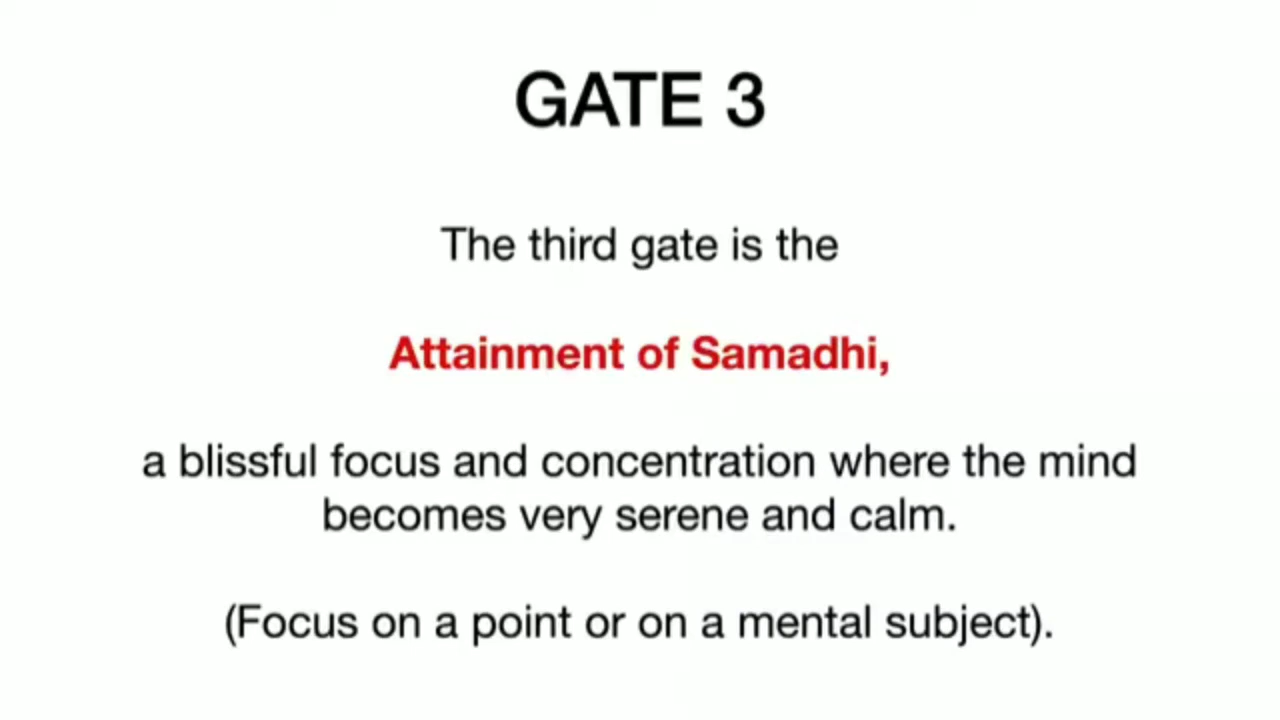 GATE 3
The third gate is the
Attainment of Samadhi,
a blissful focus and concentration where the mind
becomes very serene and calm.
(Focus on a point or on a mental subject).